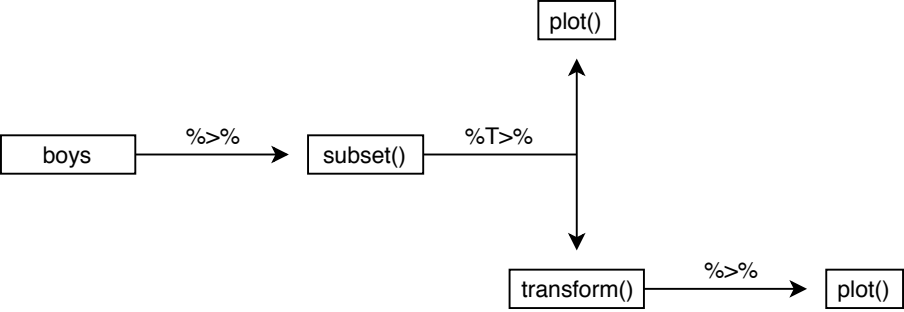 plot()
boys
%>%
subset()
%T>%
transform()
%>%
plot()